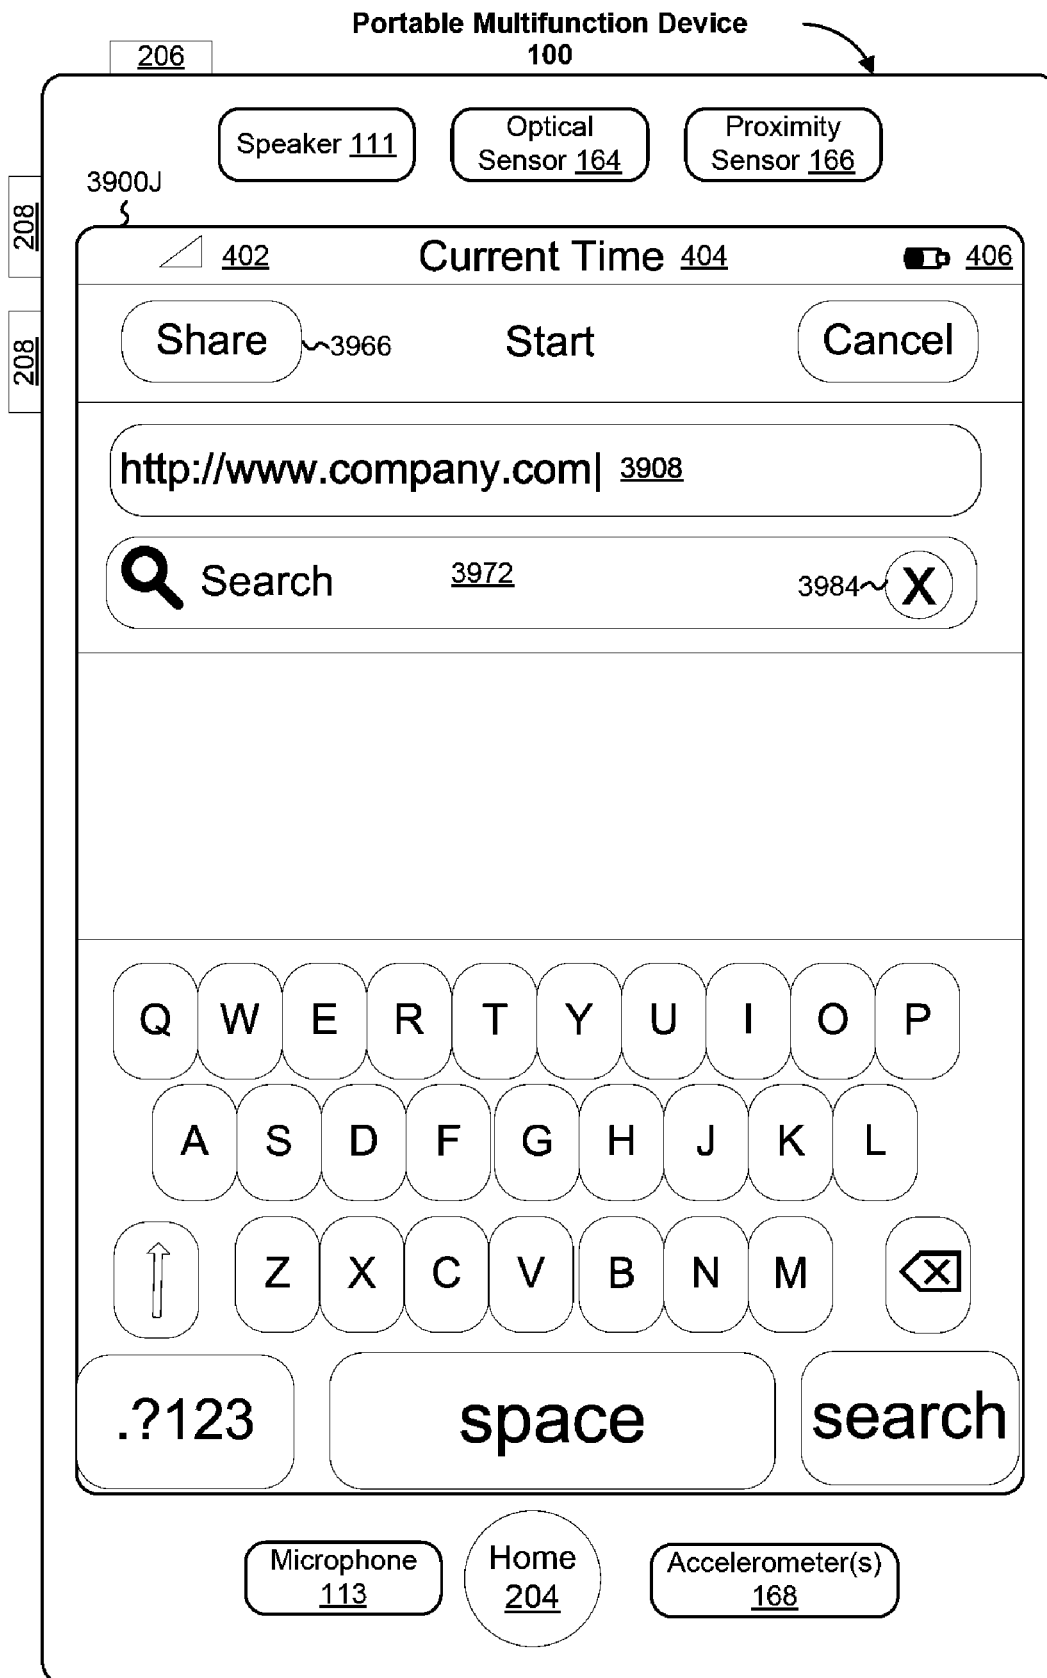 Portable Multifunction Device
100
206
Speaker 111
Optical
Sensor 164
Proximity
Sensor 166
3900J
208
208
402
Current Time 404
406
Share
3966
Start
Cancel
http://www.company.com| 3908
Search
3972
3984
X
Q W E R T Y U I O P
A S D F G H J K L
Z X C V B N M
.?123
space
search
Microphone
113
Home
204
Accelerometer(s)
168